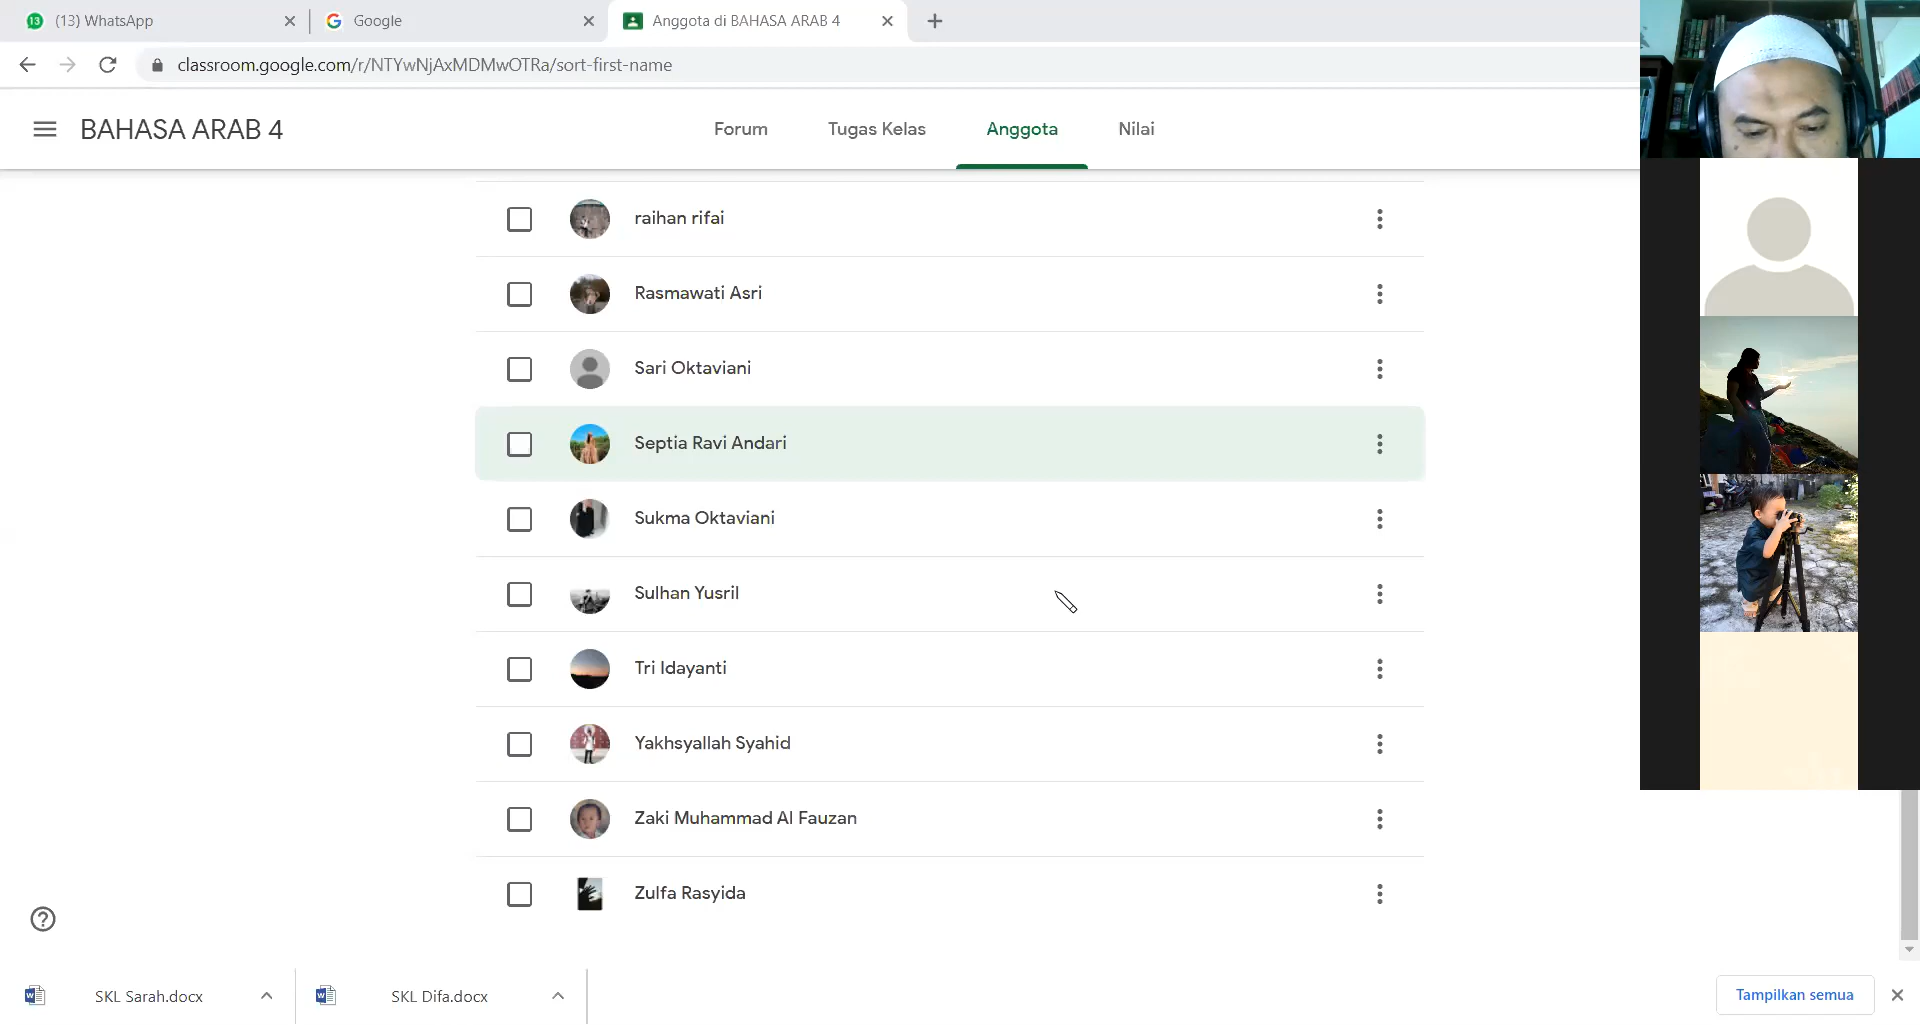 (13) WhatsApp
Google
Anggota di BAHASA ARAB 4
classroom.google.com/r/NTYwNjAxMDMwOTRa/sort-first-name
BAHASA ARAB 4
Forum
Tugas Kelas
Anggota
Nilai
raihan rifai
Rasmawati Asri
Sari Oktaviani
Septia Ravi Andari
Sukma Oktaviani
Sulhan Yusril
Tri Idayanti
Yakhsyallah Syahid
Zaki Muhammad Al Fauzan
Zulfa Rasyida
SKL Sarah.docx
SKL Difa.docx
Tampilkan semua